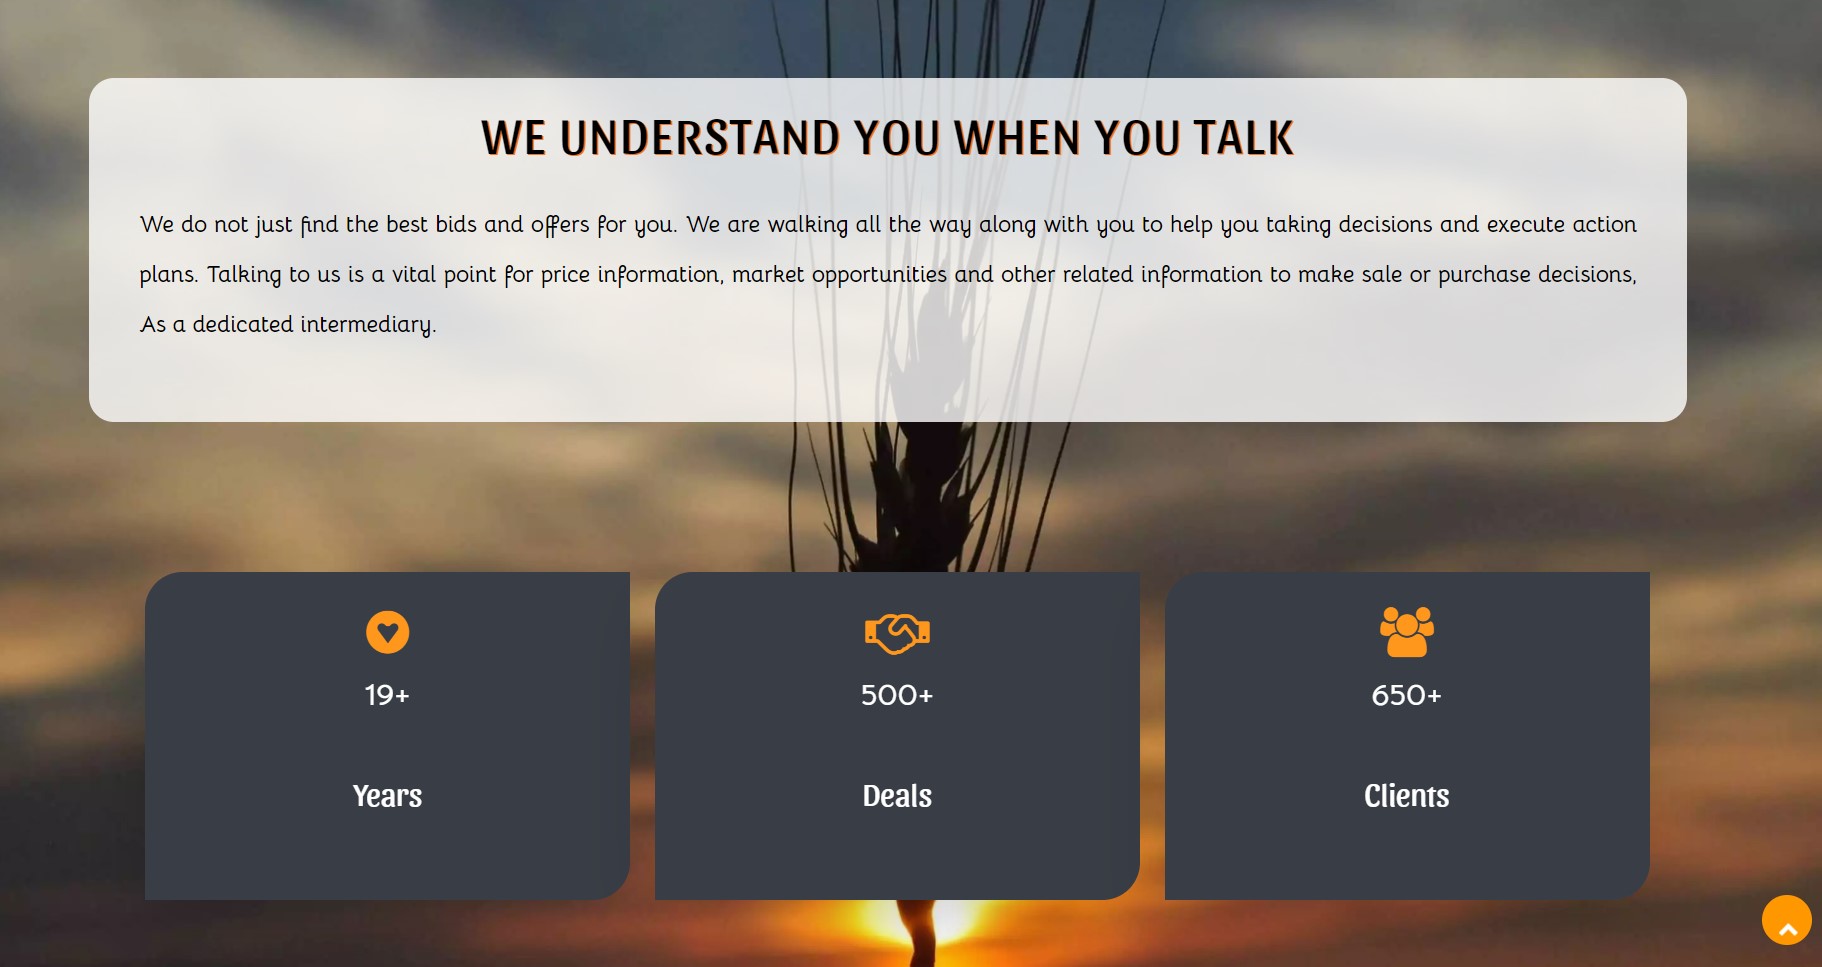 WE UNDERSTAND YOU WHEN YOU TALK
We do not just find the best bids and offers for you. We are walking all the way along with you to help you taking decisions and execute action
plans. Talking to us is a vital point for price information, market opportunities and other related information to make sale or purchase decisions,
As a dedicated intermediary.
19+
500+
650+
Years
Deals
Clients